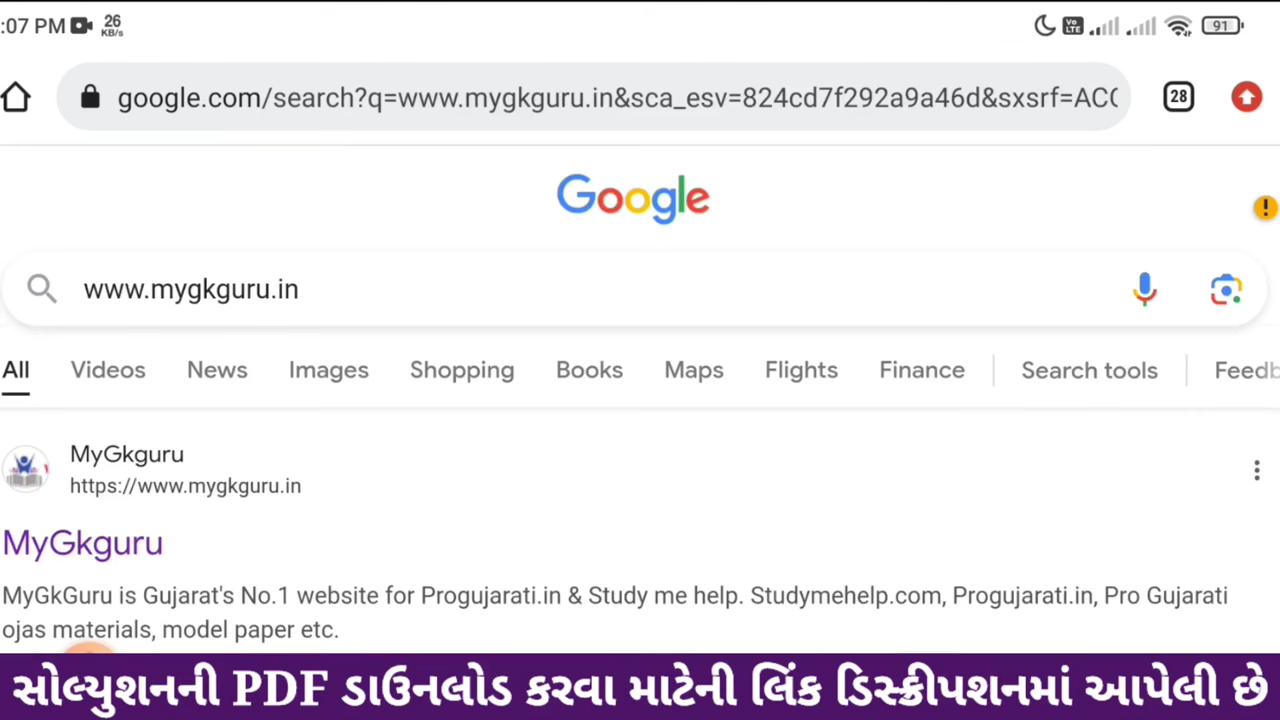 :07 PM 26 KB/s Vo LTE 91
google.com/search?q=www.mygkguru.in&sca_esv=824cd7f292a9a46d&sxsrf=AC 28
Google
www.mygkguru.in
All Videos News Images Shopping Books Maps Flights Finance Search tools Feedb
MyGkguru
https://www.mygkguru.in
MyGkguru
MyGkGuru is Gujarat's No.1 website for Progujarati.in & Study me help. Studymehelp.com, Progujarati.in, Pro Gujarati
ojas materials, model paper etc.
સોલ્યુશનની PDF ડાઉનલોડ કરવા માટેની લિંક ડિસ્ક્રીપશનમાં આપેલી છે